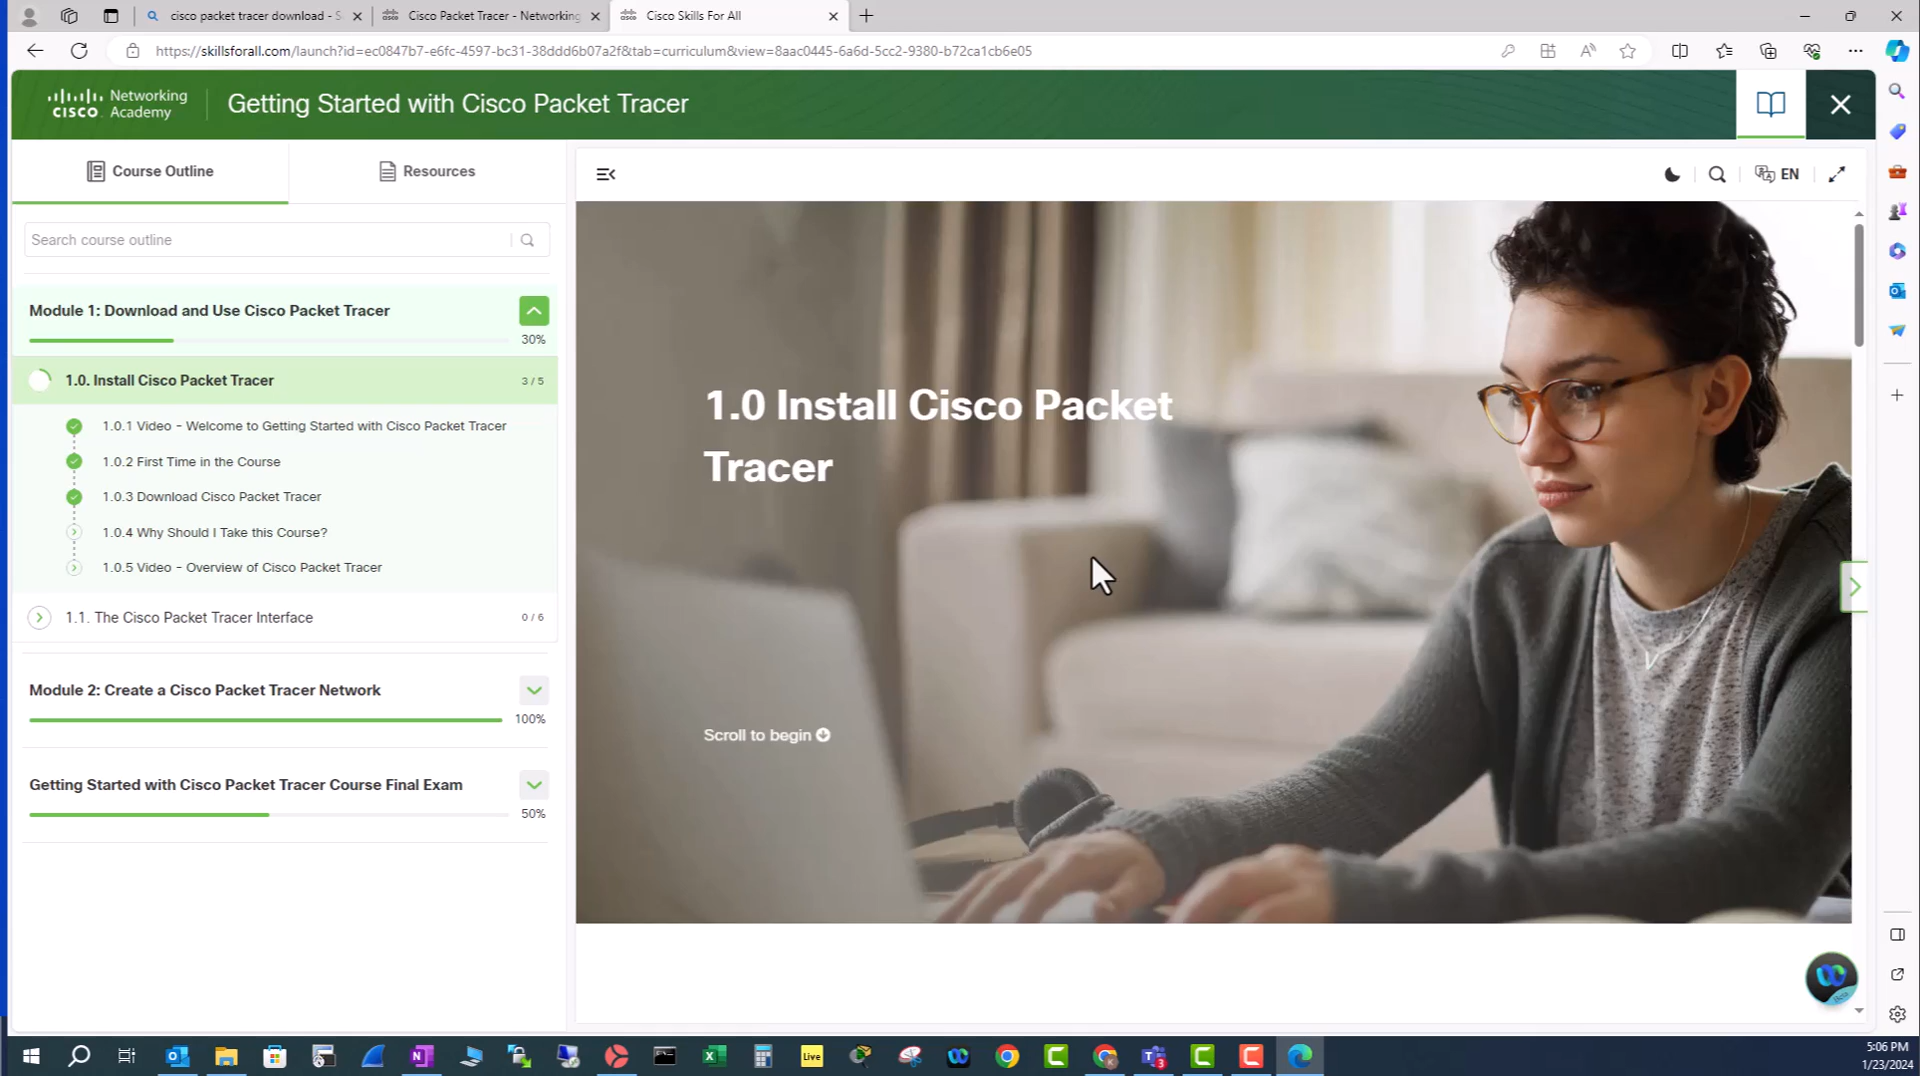 cisco packet tracer download - S
Cisco Packet Tracer - Networking
Cisco Skills For All
https://skillsforall.com/launch?id=ec0847b7-e6fc-4597-bc31-38ddd6b07a2f&tab=curriculum&view=8aac0445-6a6d-5cc2-9380-b72ca1cb6e05
Networking
CISCO Academy
Getting Started with Cisco Packet Tracer
Course Outline
Resources
EN
Search course outline
Module 1: Download and Use Cisco Packet Tracer
30%
1.0. Install Cisco Packet Tracer
3 / 5
1.0.1 Video - Welcome to Getting Started with Cisco Packet Tracer
1.0.2 First Time in the Course
1.0.3 Download Cisco Packet Tracer
1.0.4 Why Should I Take this Course?
1.0.5 Video - Overview of Cisco Packet Tracer
1.1. The Cisco Packet Tracer Interface
0 / 6
Module 2: Create a Cisco Packet Tracer Network
100%
Getting Started with Cisco Packet Tracer Course Final Exam
50%
1.0 Install Cisco Packet
Tracer
Scroll to begin
Beta
Live
5:06 PM
1/23/2024